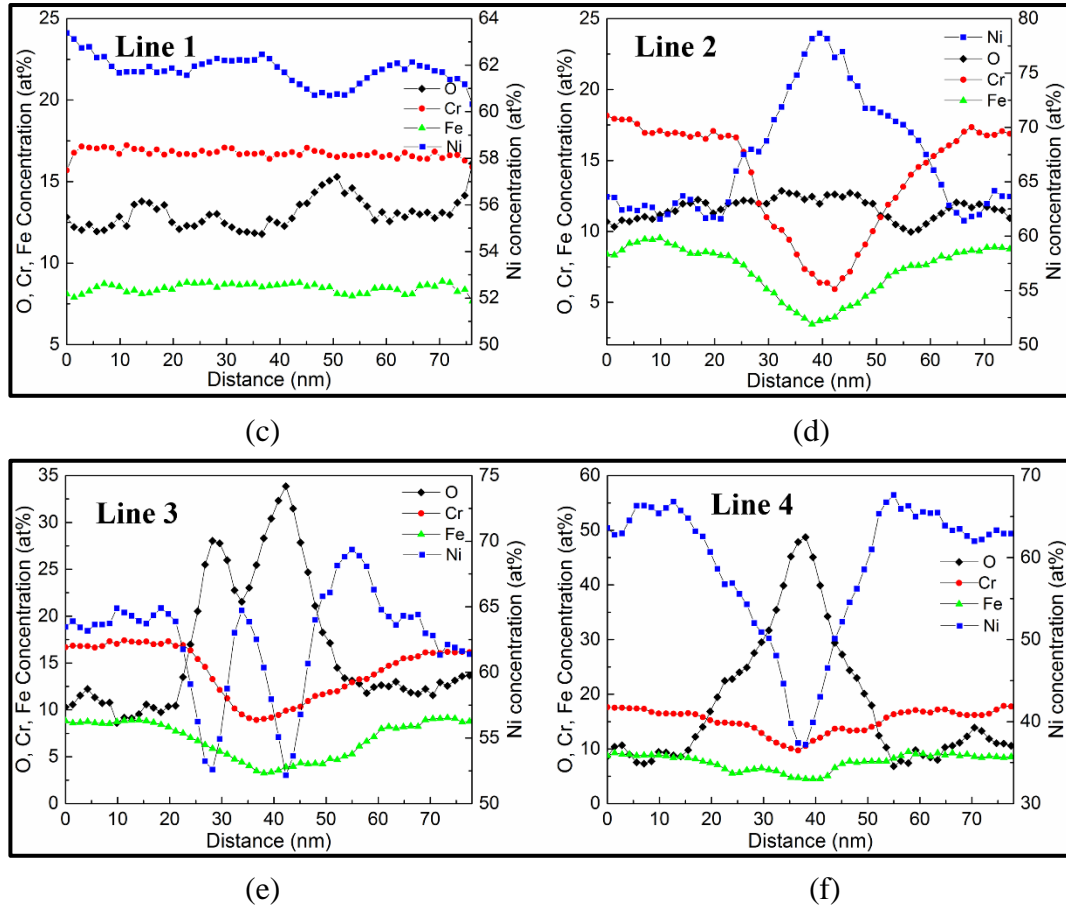 Line 1
O
Cr
Fe
Ni
25
20
15
10
5
64
62
60
58
56
54
52
50
0 10 20 30 40 50 60 70
Distance (nm)
O, Cr, Fe Concentration (at%)
Ni concentration (at%)
(c)
Line 2
Ni
O
Cr
Fe
25
20
15
10
5
80
75
70
65
60
55
50
0 10 20 30 40 50 60 70
Distance (nm)
O, Cr, Fe Concentration (at%)
Ni concentration (at%)
(d)
Line 3
O
Cr
Fe
Ni
35
30
25
20
15
10
5
0
75
70
65
60
55
50
0 10 20 30 40 50 60 70
Distance (nm)
O, Cr, Fe Concentration (at%)
Ni concentration (at%)
(e)
Line 4
O
Cr
Fe
Ni
60
50
40
30
20
10
0
70
60
50
40
30
0 10 20 30 40 50 60 70
Distance (nm)
O, Cr, Fe Concentration (at%)
Ni concentration (at%)
(f)